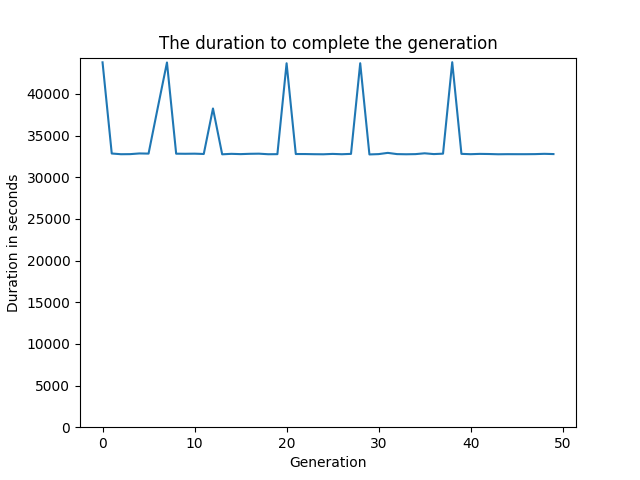 The duration to complete the generation
40000
35000
30000
25000
20000
15000
10000
5000
0
Duration in seconds
0 10 20 30 40 50
Generation